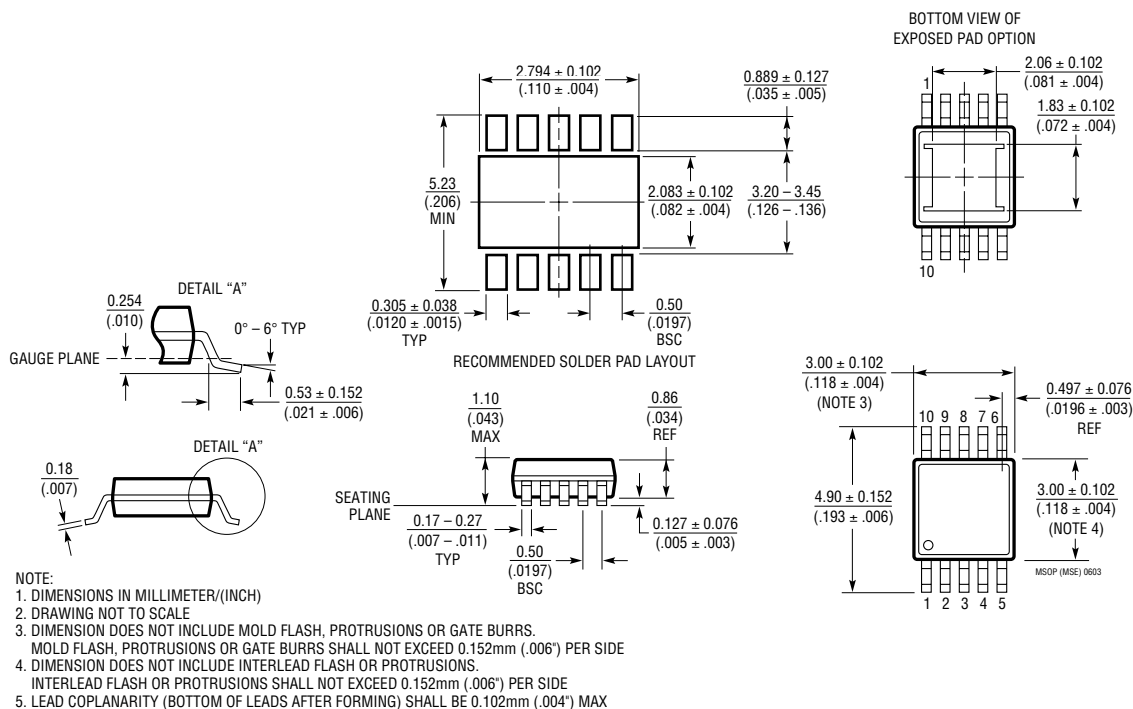 BOTTOM VIEW OF
EXPOSED PAD OPTION
2.794 ± 0.102
(.110 ± .004)
0.889 ± 0.127
(.035 ± .005)
1
2.06 ± 0.102
(.081 ± .004)
1.83 ± 0.102
(.072 ± .004)
5.23
(.206)
MIN
2.083 ± 0.102
(.082 ± .004)
3.20 – 3.45
(.126 – .136)
10
DETAIL “A”
0.254
(.010)
0° – 6° TYP
GAUGE PLANE
0.53 ± 0.152
(.021 ± .006)
0.305 ± 0.038
(.0120 ± .0015)
TYP
0.50
(.0197)
BSC
RECOMMENDED SOLDER PAD LAYOUT
3.00 ± 0.102
(.118 ± .004)
(NOTE 3)
0.497 ± 0.076
(.0196 ± .003)
REF
10 9 8 7 6
1.10
(.043)
MAX
0.86
(.034)
REF
DETAIL “A”
0.18
(.007)
SEATING
PLANE
0.17 – 0.27
(.007 – .011)
TYP
0.50
(.0197)
BSC
0.127 ± 0.076
(.005 ± .003)
4.90 ± 0.152
(.193 ± .006)
3.00 ± 0.102
(.118 ± .004)
(NOTE 4)
MSOP (MSE) 0603
1 2 3 4 5
NOTE:
1. DIMENSIONS IN MILLIMETER/(INCH)
2. DRAWING NOT TO SCALE
3. DIMENSION DOES NOT INCLUDE MOLD FLASH, PROTRUSIONS OR GATE BURRS.
MOLD FLASH, PROTRUSIONS OR GATE BURRS SHALL NOT EXCEED 0.152mm (.006") PER SIDE
4. DIMENSION DOES NOT INCLUDE INTERLEAD FLASH OR PROTRUSIONS.
INTERLEAD FLASH OR PROTRUSIONS SHALL NOT EXCEED 0.152mm (.006") PER SIDE
5. LEAD COPLANARITY (BOTTOM OF LEADS AFTER FORMING) SHALL BE 0.102mm (.004") MAX